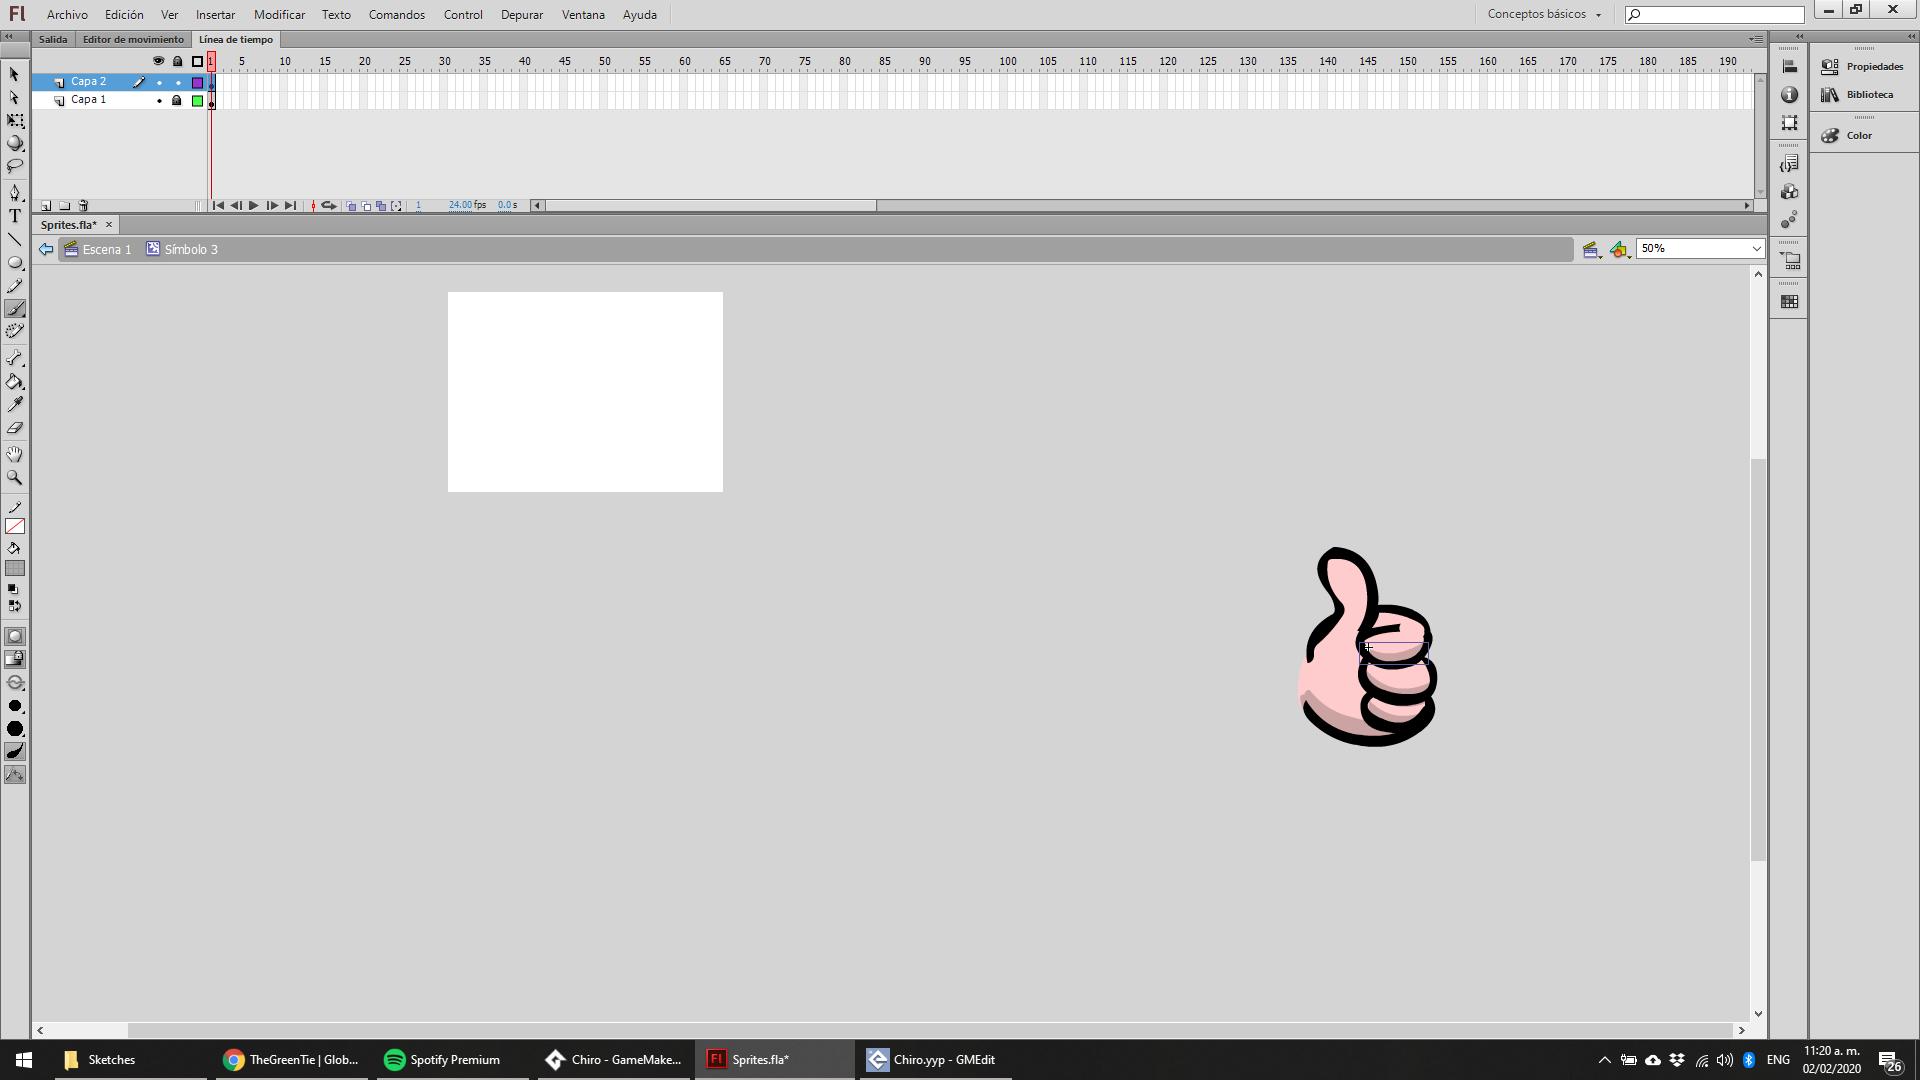 Fl Archivo Edición Ver Insertar Modificar Texto Comandos Control Depurar Ventana Ayuda Conceptos básicos
Salida Editor de movimiento Línea de tiempo
1 5 10 15 20 25 30 35 40 45 50 55 60 65 70 75 80 85 90 95 100 105 110 115 120 125 130 135 140 145 150 155 160 165 170 175 180 185 190
Capa 2
Capa 1
1 24.00 fps 0.0 s
Sprites.fla*
Escena 1 Símbolo 3 50%
Propiedades
Biblioteca
Color
Sketches TheGreenTie | Glob... Spotify Premium Chiro - GameMake... Fl Sprites.fla* Chiro.yyp - GMEdit ENG 11:20 a. m.
02/02/2020 26